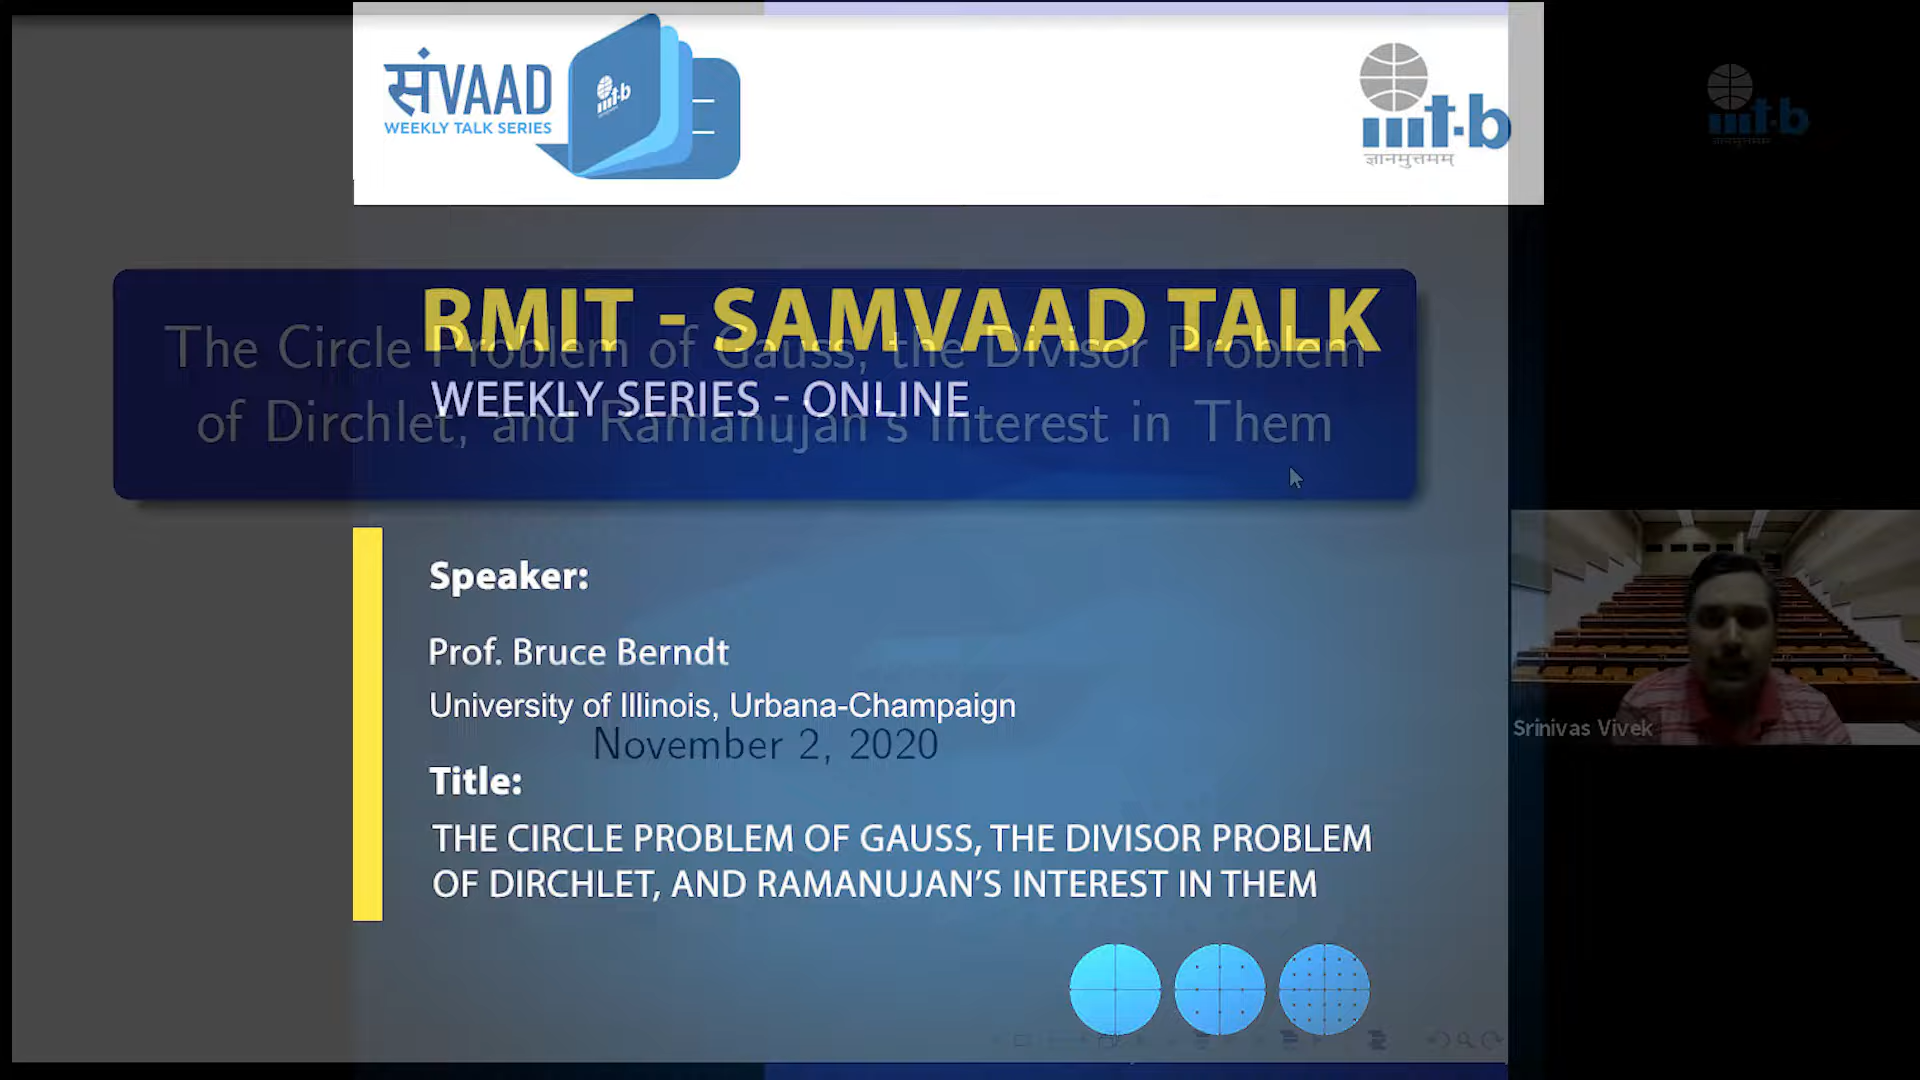 संVAAD
WEEKLY TALK SERIES
iiit-b
iiit-b
ज्ञानमुत्तमम्
iiit-b
RMIT - SAMVAAD TALK
The Circle Problem of Gauss, the Divisor Problem
WEEKLY SERIES - ONLINE
of Dirchlet, and Ramanujan's Interest in Them
Speaker:
Prof. Bruce Berndt
University of Illinois, Urbana-Champaign
November 2, 2020
Title:
THE CIRCLE PROBLEM OF GAUSS, THE DIVISOR PROBLEM
OF DIRCHLET, AND RAMANUJAN'S INTEREST IN THEM
Srinivas Vivek